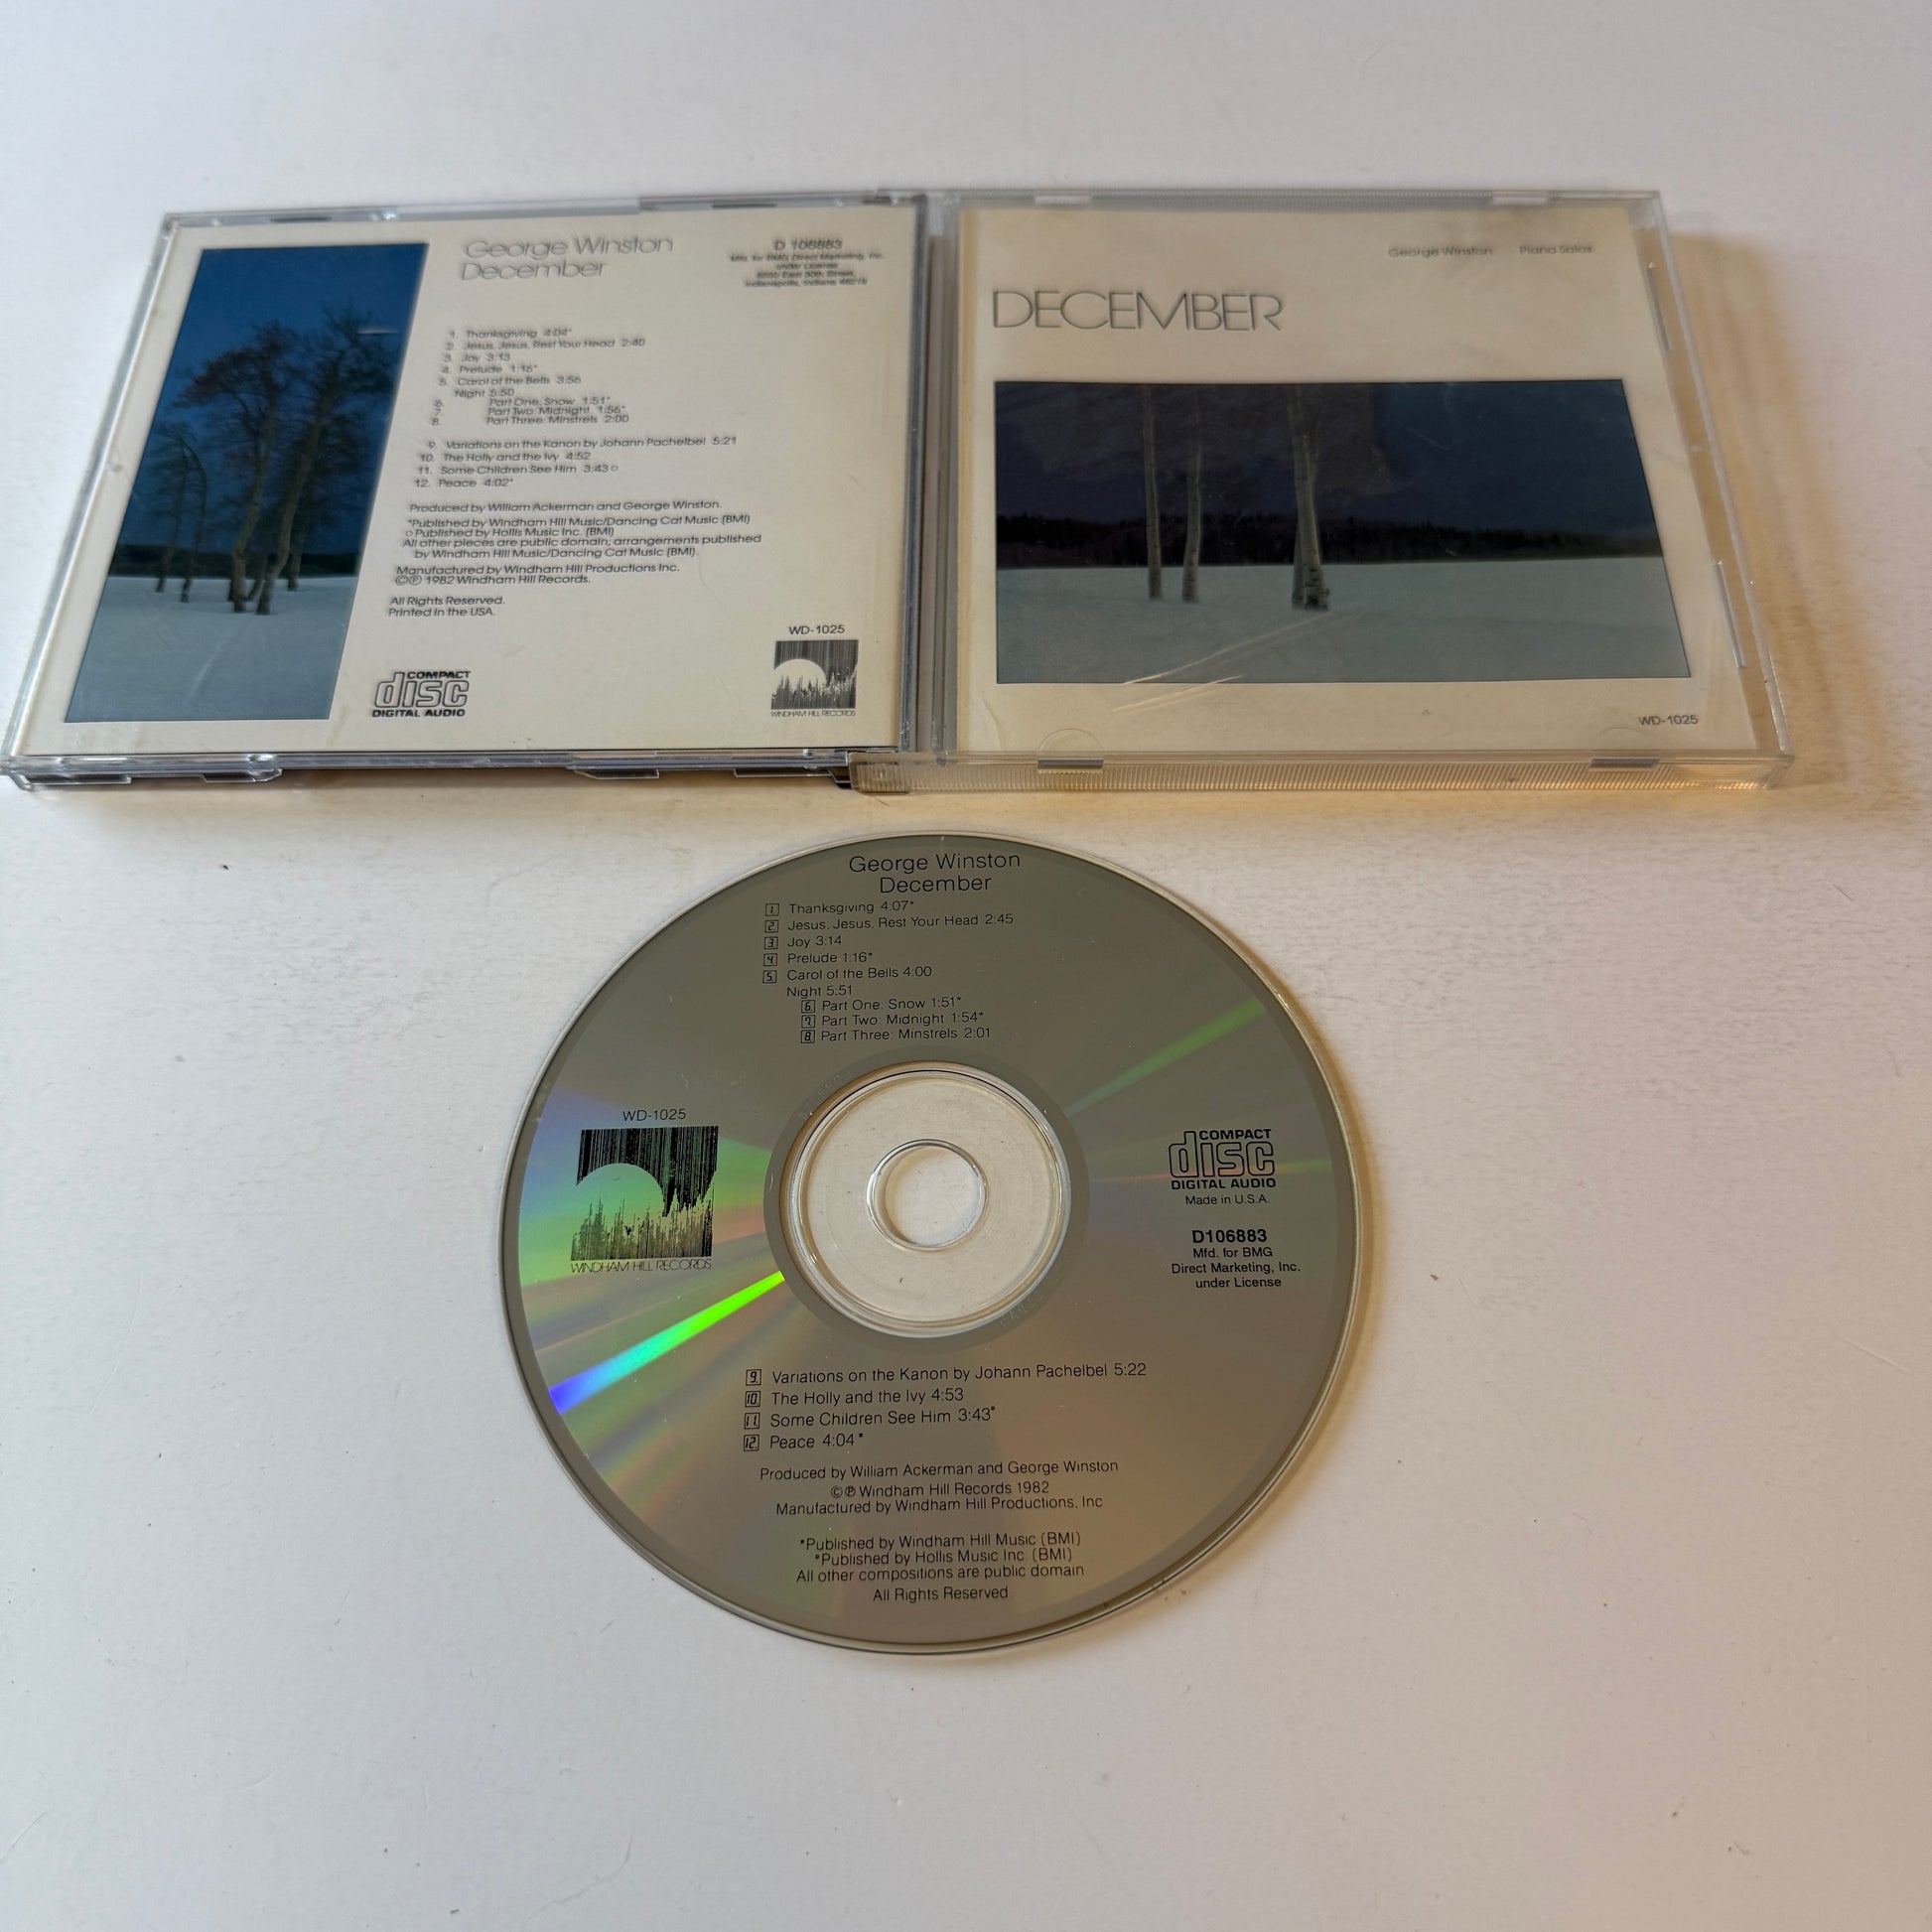 George Winston
December
D 106883
Mfd. for BMG Direct Marketing, Inc.
under License
6550 East 30th Street,
Indianapolis, Indiana 46219
1. Thanksgiving 4:04*
2. Jesus, Jesus, Rest Your Head 2:40
3. Joy 3:13
4. Prelude 1:16*
5. Carol of the Bells 3:56
Night 5:50
6. Part One: Snow 1:51*
7. Part Two: Midnight 1:56*
8. Part Three: Minstrels 2:00
9. Variations on the Kanon by Johann Pachelbel 5:21
10. The Holly and the Ivy 4:52
11. Some Children See Him 3:43○
12. Peace 4:02*
Produced by William Ackerman and George Winston.
*Published by Windham Hill Music/Dancing Cat Music (BMI)
○Published by Hollis Music Inc. (BMI)
All other pieces are public domain; arrangements published
by Windham Hill Music/Dancing Cat Music (BMI).
Manufactured by Windham Hill Productions Inc.
©℗ 1982 Windham Hill Records.
All Rights Reserved.
Printed in the USA.
COMPACT
disc
DIGITAL AUDIO
WD-1025
WINDHAM HILL RECORDS
George Winston Piano Solos
DECEMBER
WD-1025
George Winston
December
1. Thanksgiving 4:07*
2. Jesus, Jesus, Rest Your Head 2:45
3. Joy 3:14
4. Prelude 1:16*
5. Carol of the Bells 4:00
Night 5:51
6. Part One: Snow 1:51*
7. Part Two: Midnight 1:54*
8. Part Three: Minstrels 2:01
WD-1025
WINDHAM HILL RECORDS
COMPACT
disc
DIGITAL AUDIO
Made in U.S.A.
D106883
Mfd. for BMG
Direct Marketing, Inc.
under License
9. Variations on the Kanon by Johann Pachelbel 5:22
10. The Holly and the Ivy 4:53
11. Some Children See Him 3:43°
12. Peace 4:04*
Produced by William Ackerman and George Winston
©℗ Windham Hill Records 1982
Manufactured by Windham Hill Productions, Inc
*Published by Windham Hill Music (BMI)
°Published by Hollis Music Inc. (BMI)
All other compositions are public domain
All Rights Reserved